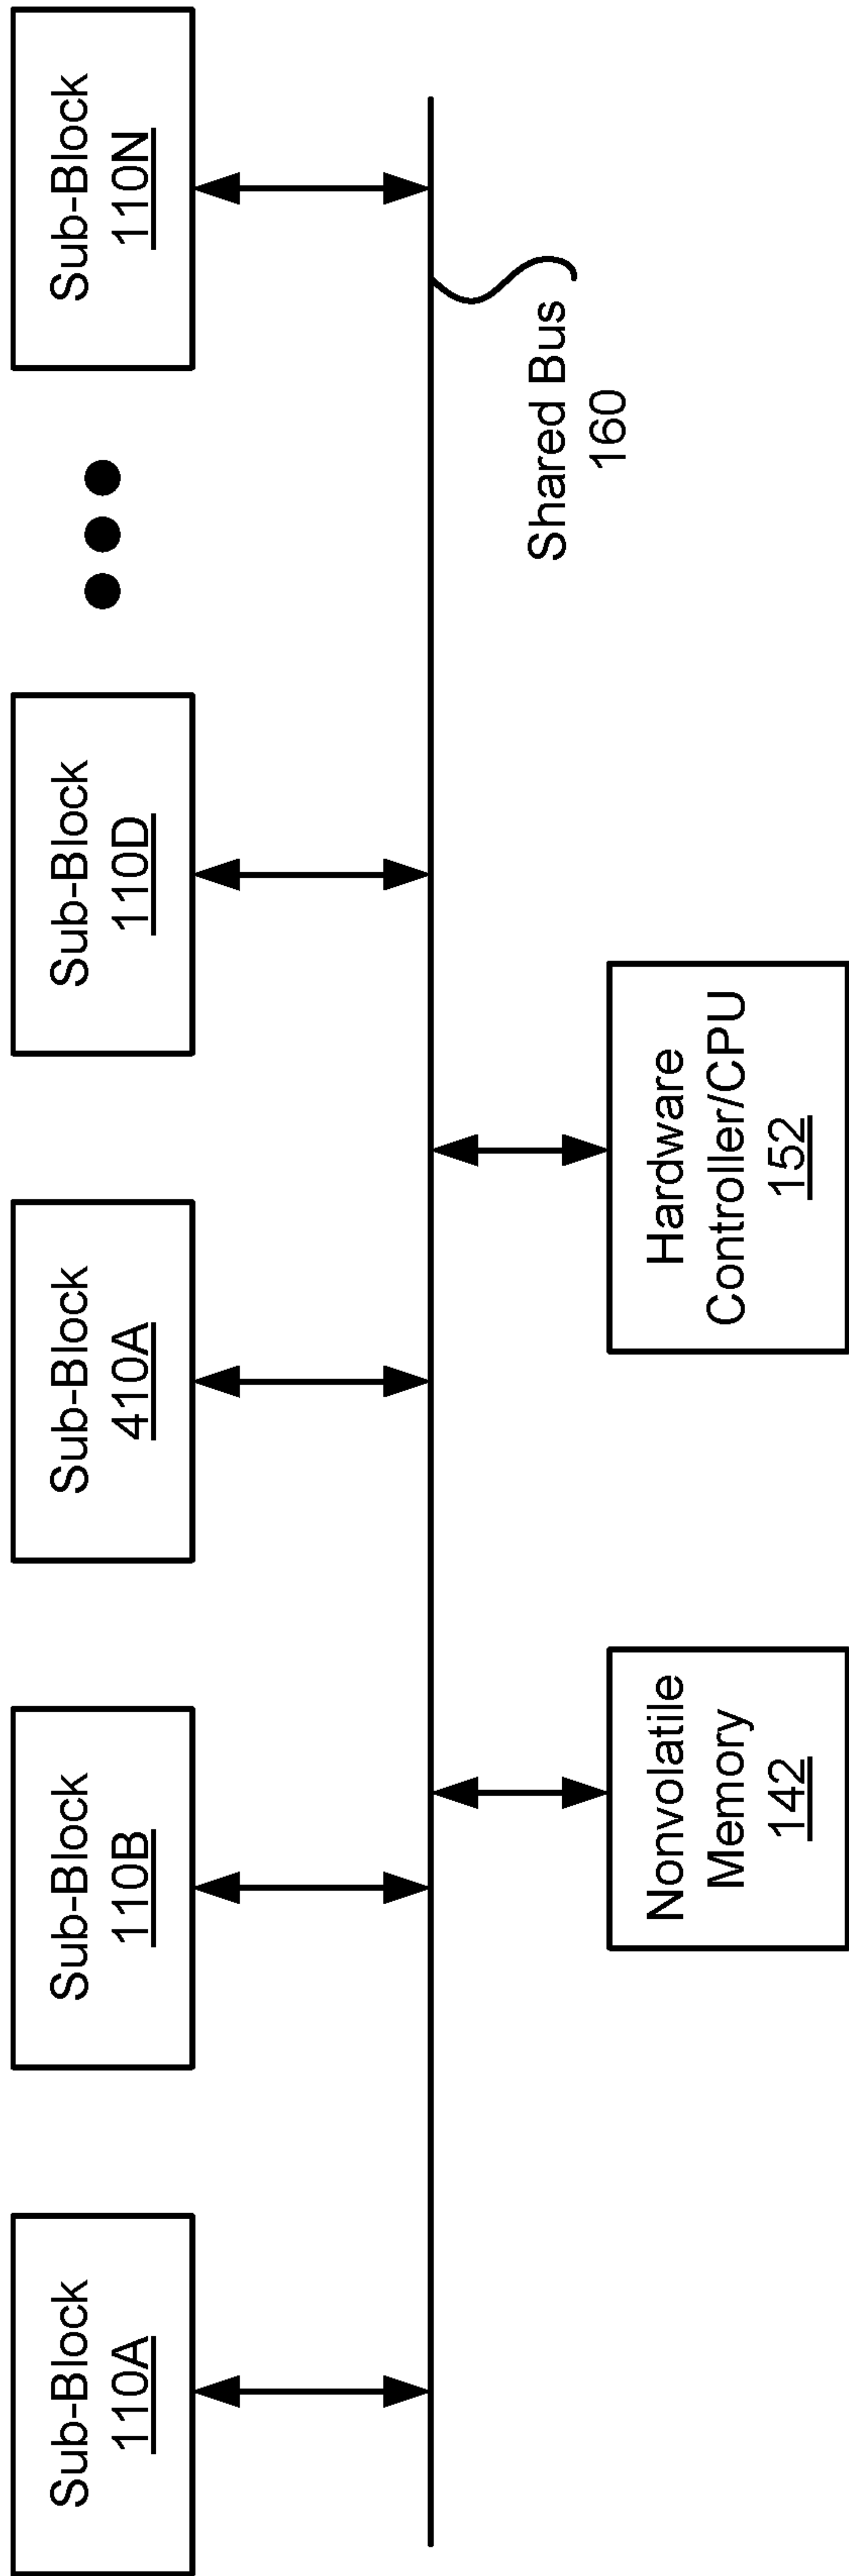 Sub-Block
110A
Sub-Block
110B
Sub-Block
410A
Sub-Block
110D
Sub-Block
110N
Shared Bus
160
Nonvolatile
Memory
142
Hardware
Controller/CPU
152